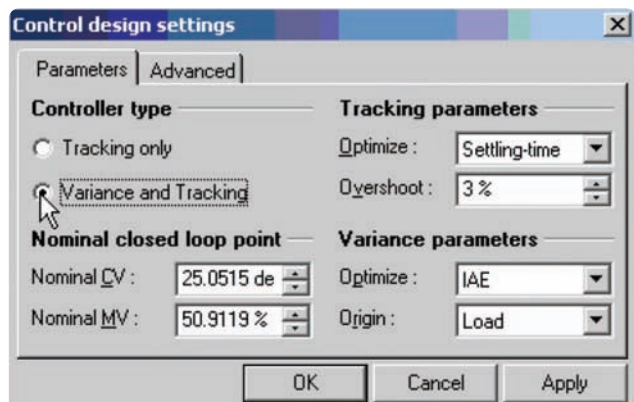 Control design settings
Parameters
Advanced
Controller type
Tracking only
Variance and Tracking
Tracking parameters
Optimize :
Settling-time
Overshoot :
3 %
Nominal closed loop point
Nominal CV :
25.0515 de
Nominal MV :
50.9119 %
Variance parameters
Optimize :
IAE
Origin :
Load
OK
Cancel
Apply